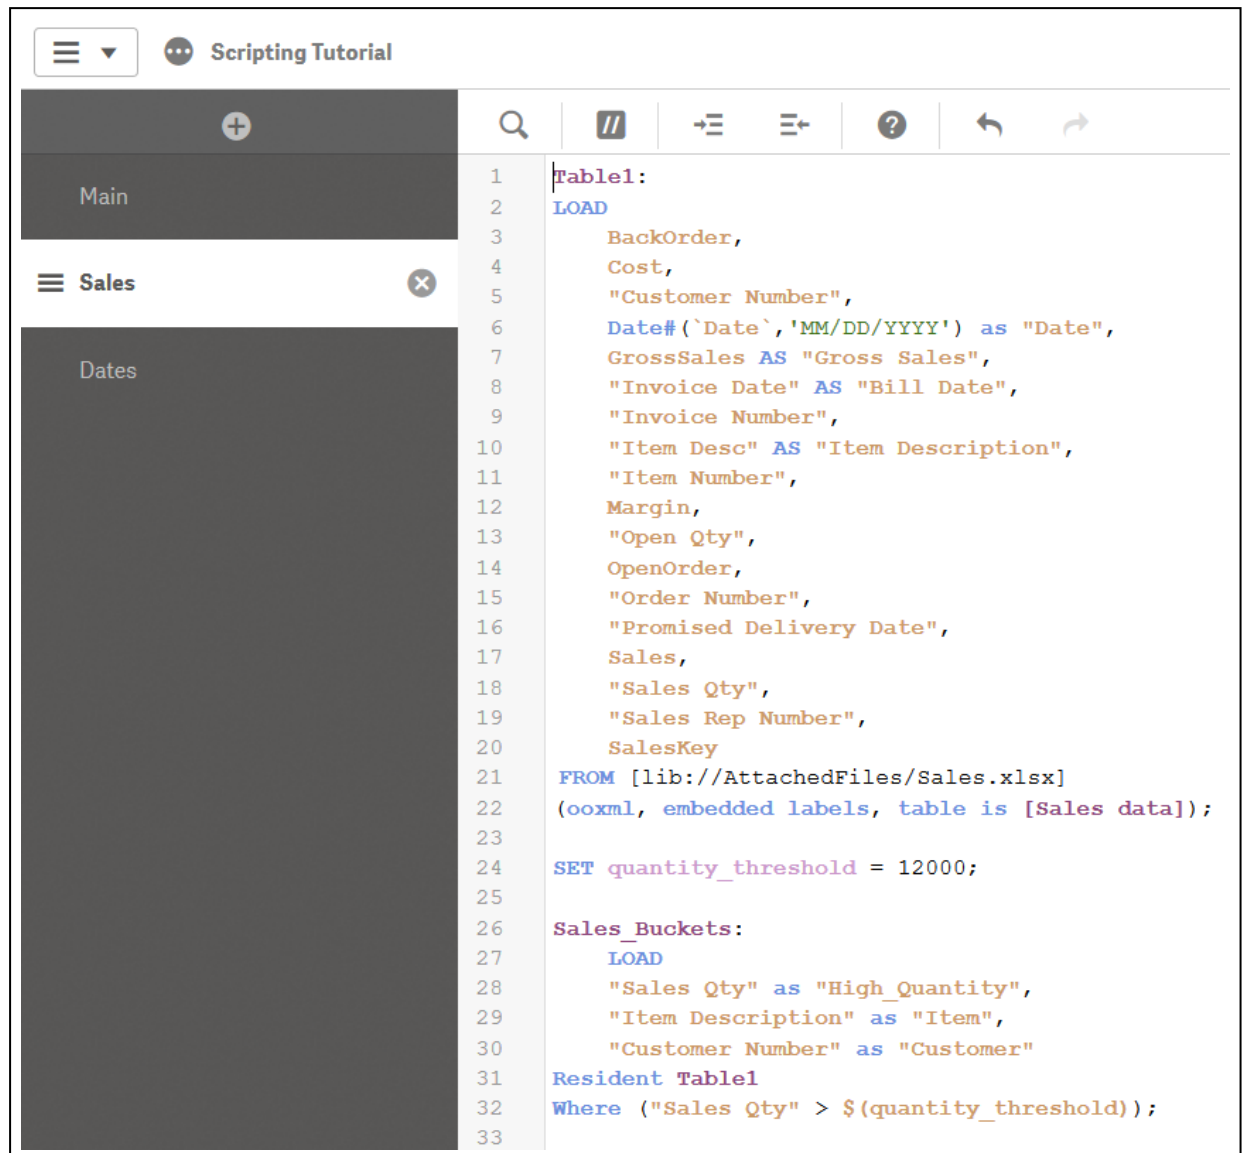 Scripting Tutorial
Main
Sales
Dates
//
?
1 Table1:
2 LOAD
3 BackOrder,
4 Cost,
5 "Customer Number",
6 Date#(`Date`,'MM/DD/YYYY') as "Date",
7 GrossSales AS "Gross Sales",
8 "Invoice Date" AS "Bill Date",
9 "Invoice Number",
10 "Item Desc" AS "Item Description",
11 "Item Number",
12 Margin,
13 "Open Qty",
14 OpenOrder,
15 "Order Number",
16 "Promised Delivery Date",
17 Sales,
18 "Sales Qty",
19 "Sales Rep Number",
20 SalesKey
21 FROM [lib://AttachedFiles/Sales.xlsx]
22 (ooxml, embedded labels, table is [Sales data]);
23
24 SET quantity_threshold = 12000;
25
26 Sales_Buckets:
27 LOAD
28 "Sales Qty" as "High_Quantity",
29 "Item Description" as "Item",
30 "Customer Number" as "Customer"
31 Resident Table1
32 Where ("Sales Qty" > $(quantity_threshold));
33